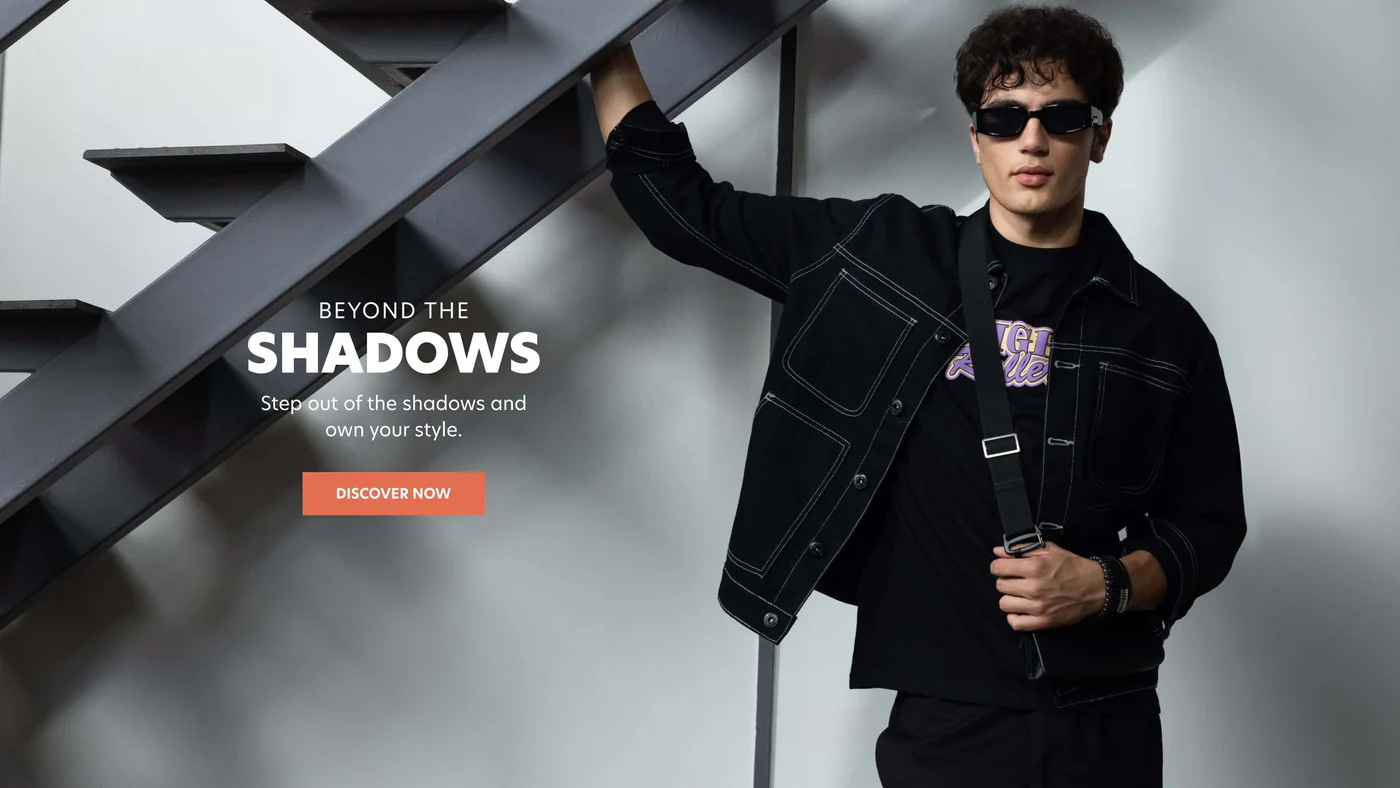 BEYOND THE
SHADOWS
Step out of the shadows and
own your style.
DISCOVER NOW